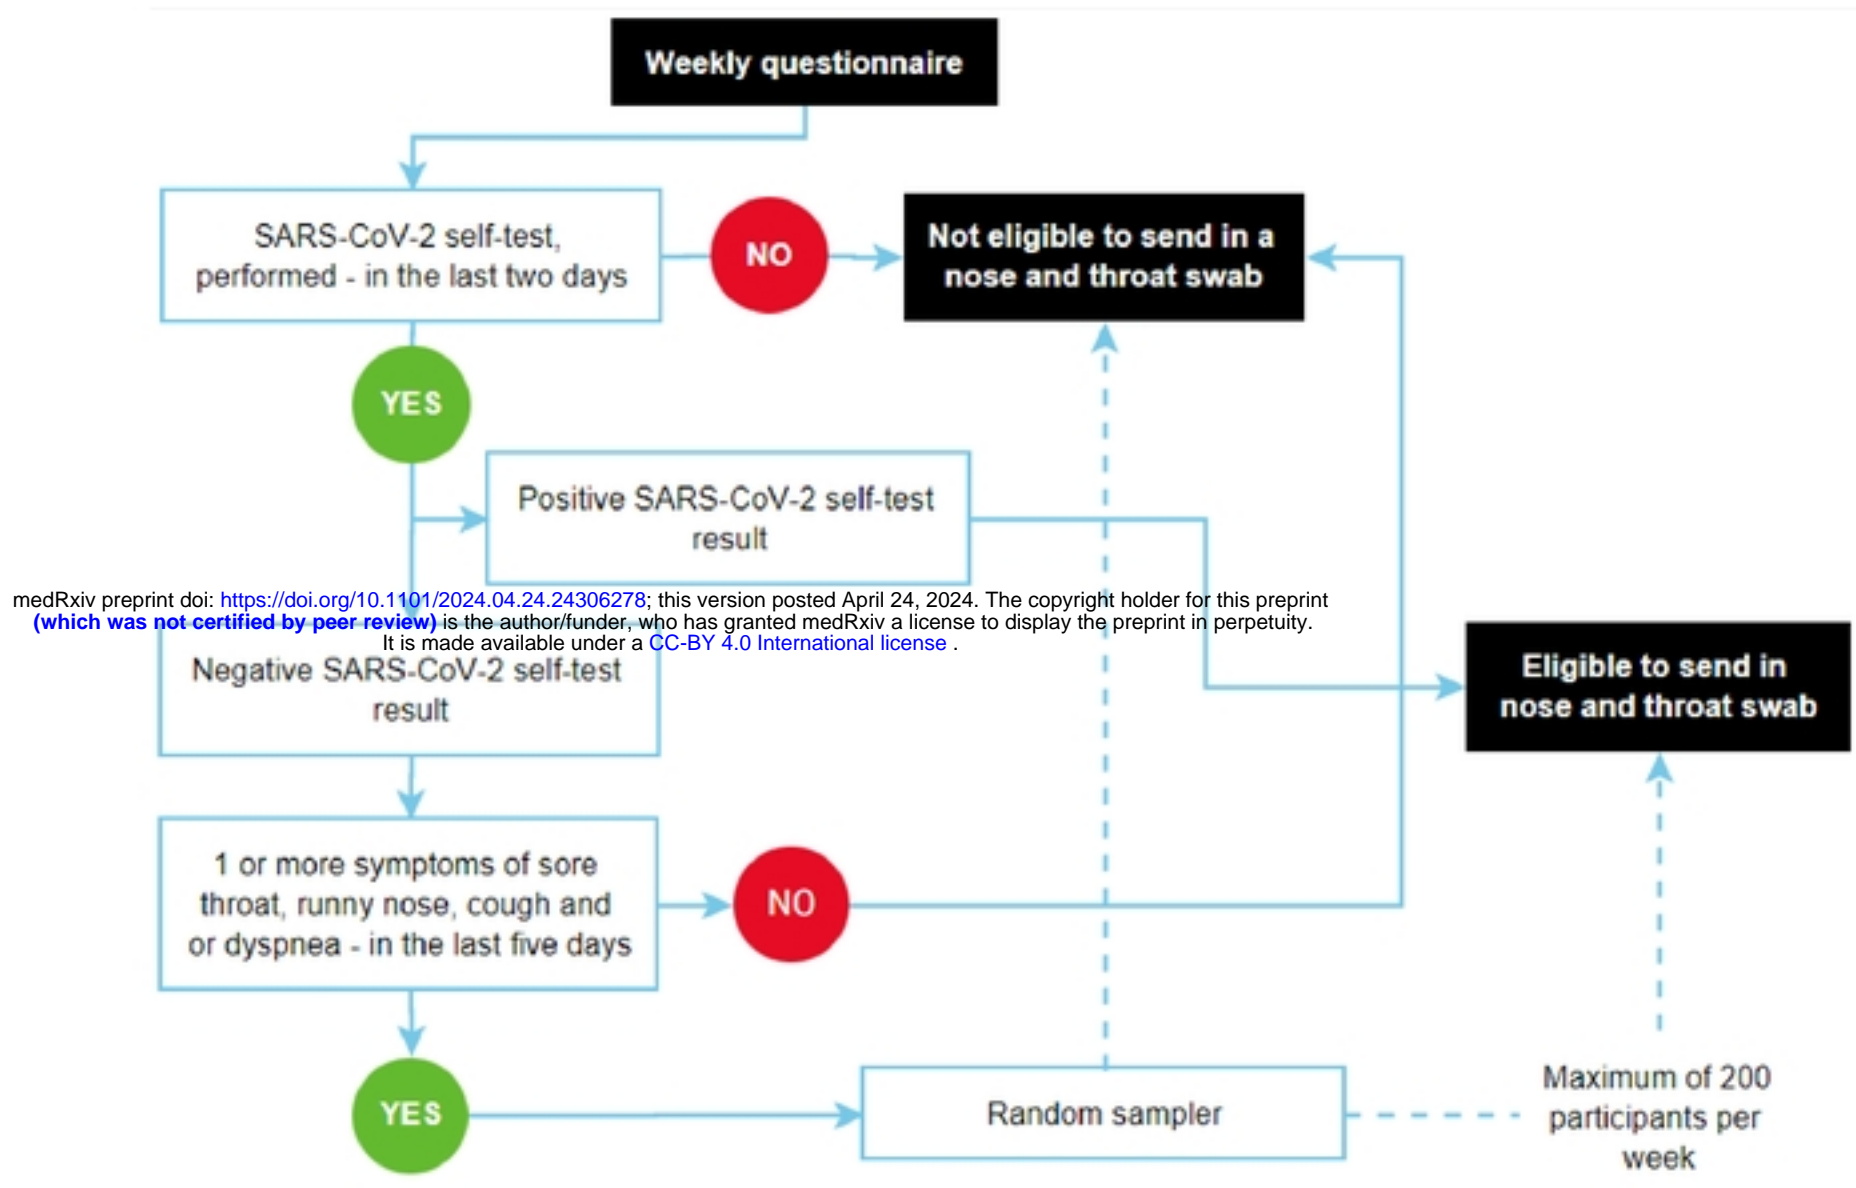 Weekly questionnaire
SARS-CoV-2 self-test,
performed - in the last two days
NO
Not eligible to send in a
nose and throat swab
YES
Positive SARS-CoV-2 self-test
result
medRxiv preprint doi: https://doi.org/10.1101/2024.04.24.24306278; this version posted April 24, 2024. The copyright holder for this preprint
(which was not certified by peer review) is the author/funder, who has granted medRxiv a license to display the preprint in perpetuity.
It is made available under a CC-BY 4.0 International license .
Negative SARS-CoV-2 self-test
result
Eligible to send in
nose and throat swab
1 or more symptoms of sore
throat, runny nose, cough and
or dyspnea - in the last five days
NO
YES
Random sampler
Maximum of 200
participants per
week